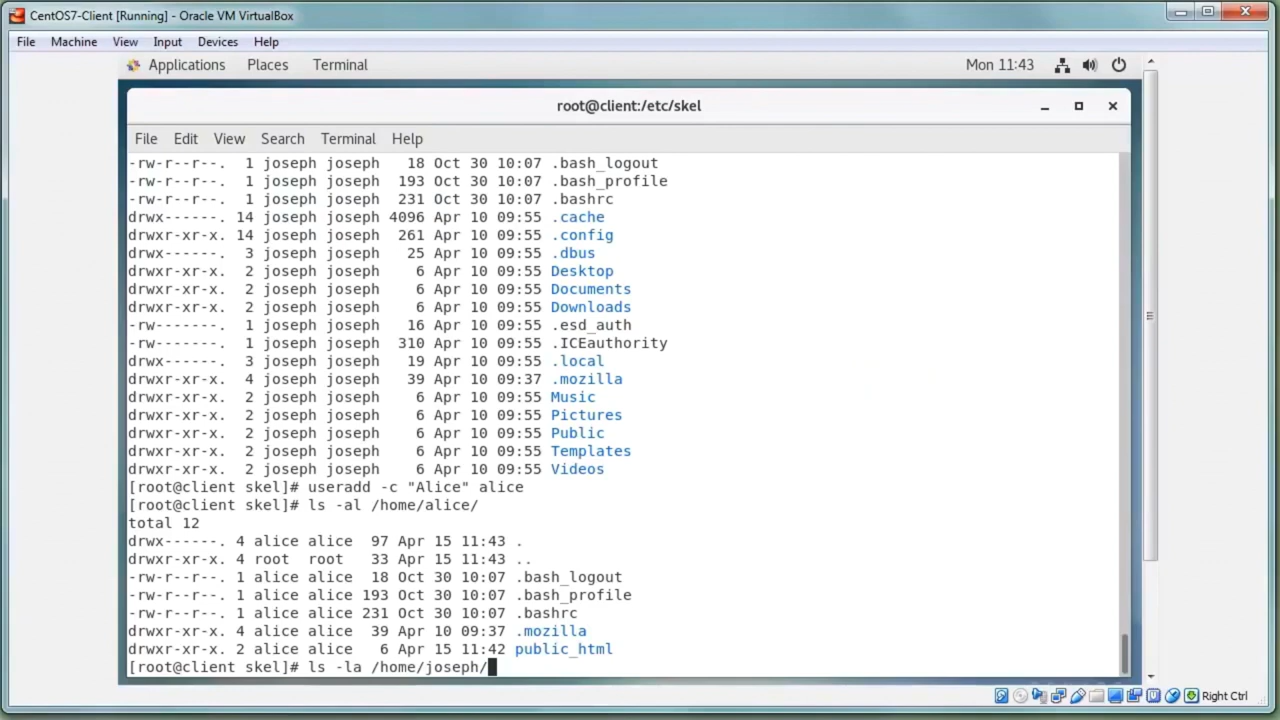 CentOS7-Client [Running] - Oracle VM VirtualBox
File Machine View Input Devices Help
Applications Places Terminal Mon 11:43
root@client:/etc/skel
File Edit View Search Terminal Help
-rw-r--r--. 1 joseph joseph 18 Oct 30 10:07 .bash_logout
-rw-r--r--. 1 joseph joseph 193 Oct 30 10:07 .bash_profile
-rw-r--r--. 1 joseph joseph 231 Oct 30 10:07 .bashrc
drwx------. 14 joseph joseph 4096 Apr 10 09:55 .cache
drwxr-xr-x. 14 joseph joseph 261 Apr 10 09:55 .config
drwx------. 3 joseph joseph 25 Apr 10 09:55 .dbus
drwxr-xr-x. 2 joseph joseph 6 Apr 10 09:55 Desktop
drwxr-xr-x. 2 joseph joseph 6 Apr 10 09:55 Documents
drwxr-xr-x. 2 joseph joseph 6 Apr 10 09:55 Downloads
-rw-------. 1 joseph joseph 16 Apr 10 09:55 .esd_auth
-rw-------. 1 joseph joseph 310 Apr 10 09:55 .ICEauthority
drwx------. 3 joseph joseph 19 Apr 10 09:55 .local
drwxr-xr-x. 4 joseph joseph 39 Apr 10 09:37 .mozilla
drwxr-xr-x. 2 joseph joseph 6 Apr 10 09:55 Music
drwxr-xr-x. 2 joseph joseph 6 Apr 10 09:55 Pictures
drwxr-xr-x. 2 joseph joseph 6 Apr 10 09:55 Public
drwxr-xr-x. 2 joseph joseph 6 Apr 10 09:55 Templates
drwxr-xr-x. 2 joseph joseph 6 Apr 10 09:55 Videos
[root@client skel]# useradd -c "Alice" alice
[root@client skel]# ls -al /home/alice/
total 12
drwx------. 4 alice alice 97 Apr 15 11:43 .
drwxr-xr-x. 4 root root 33 Apr 15 11:43 ..
-rw-r--r--. 1 alice alice 18 Oct 30 10:07 .bash_logout
-rw-r--r--. 1 alice alice 193 Oct 30 10:07 .bash_profile
-rw-r--r--. 1 alice alice 231 Oct 30 10:07 .bashrc
drwxr-xr-x. 4 alice alice 39 Apr 10 09:37 .mozilla
drwxr-xr-x. 2 alice alice 6 Apr 15 11:42 public_html
[root@client skel]# ls -la /home/joseph/
Right Ctrl